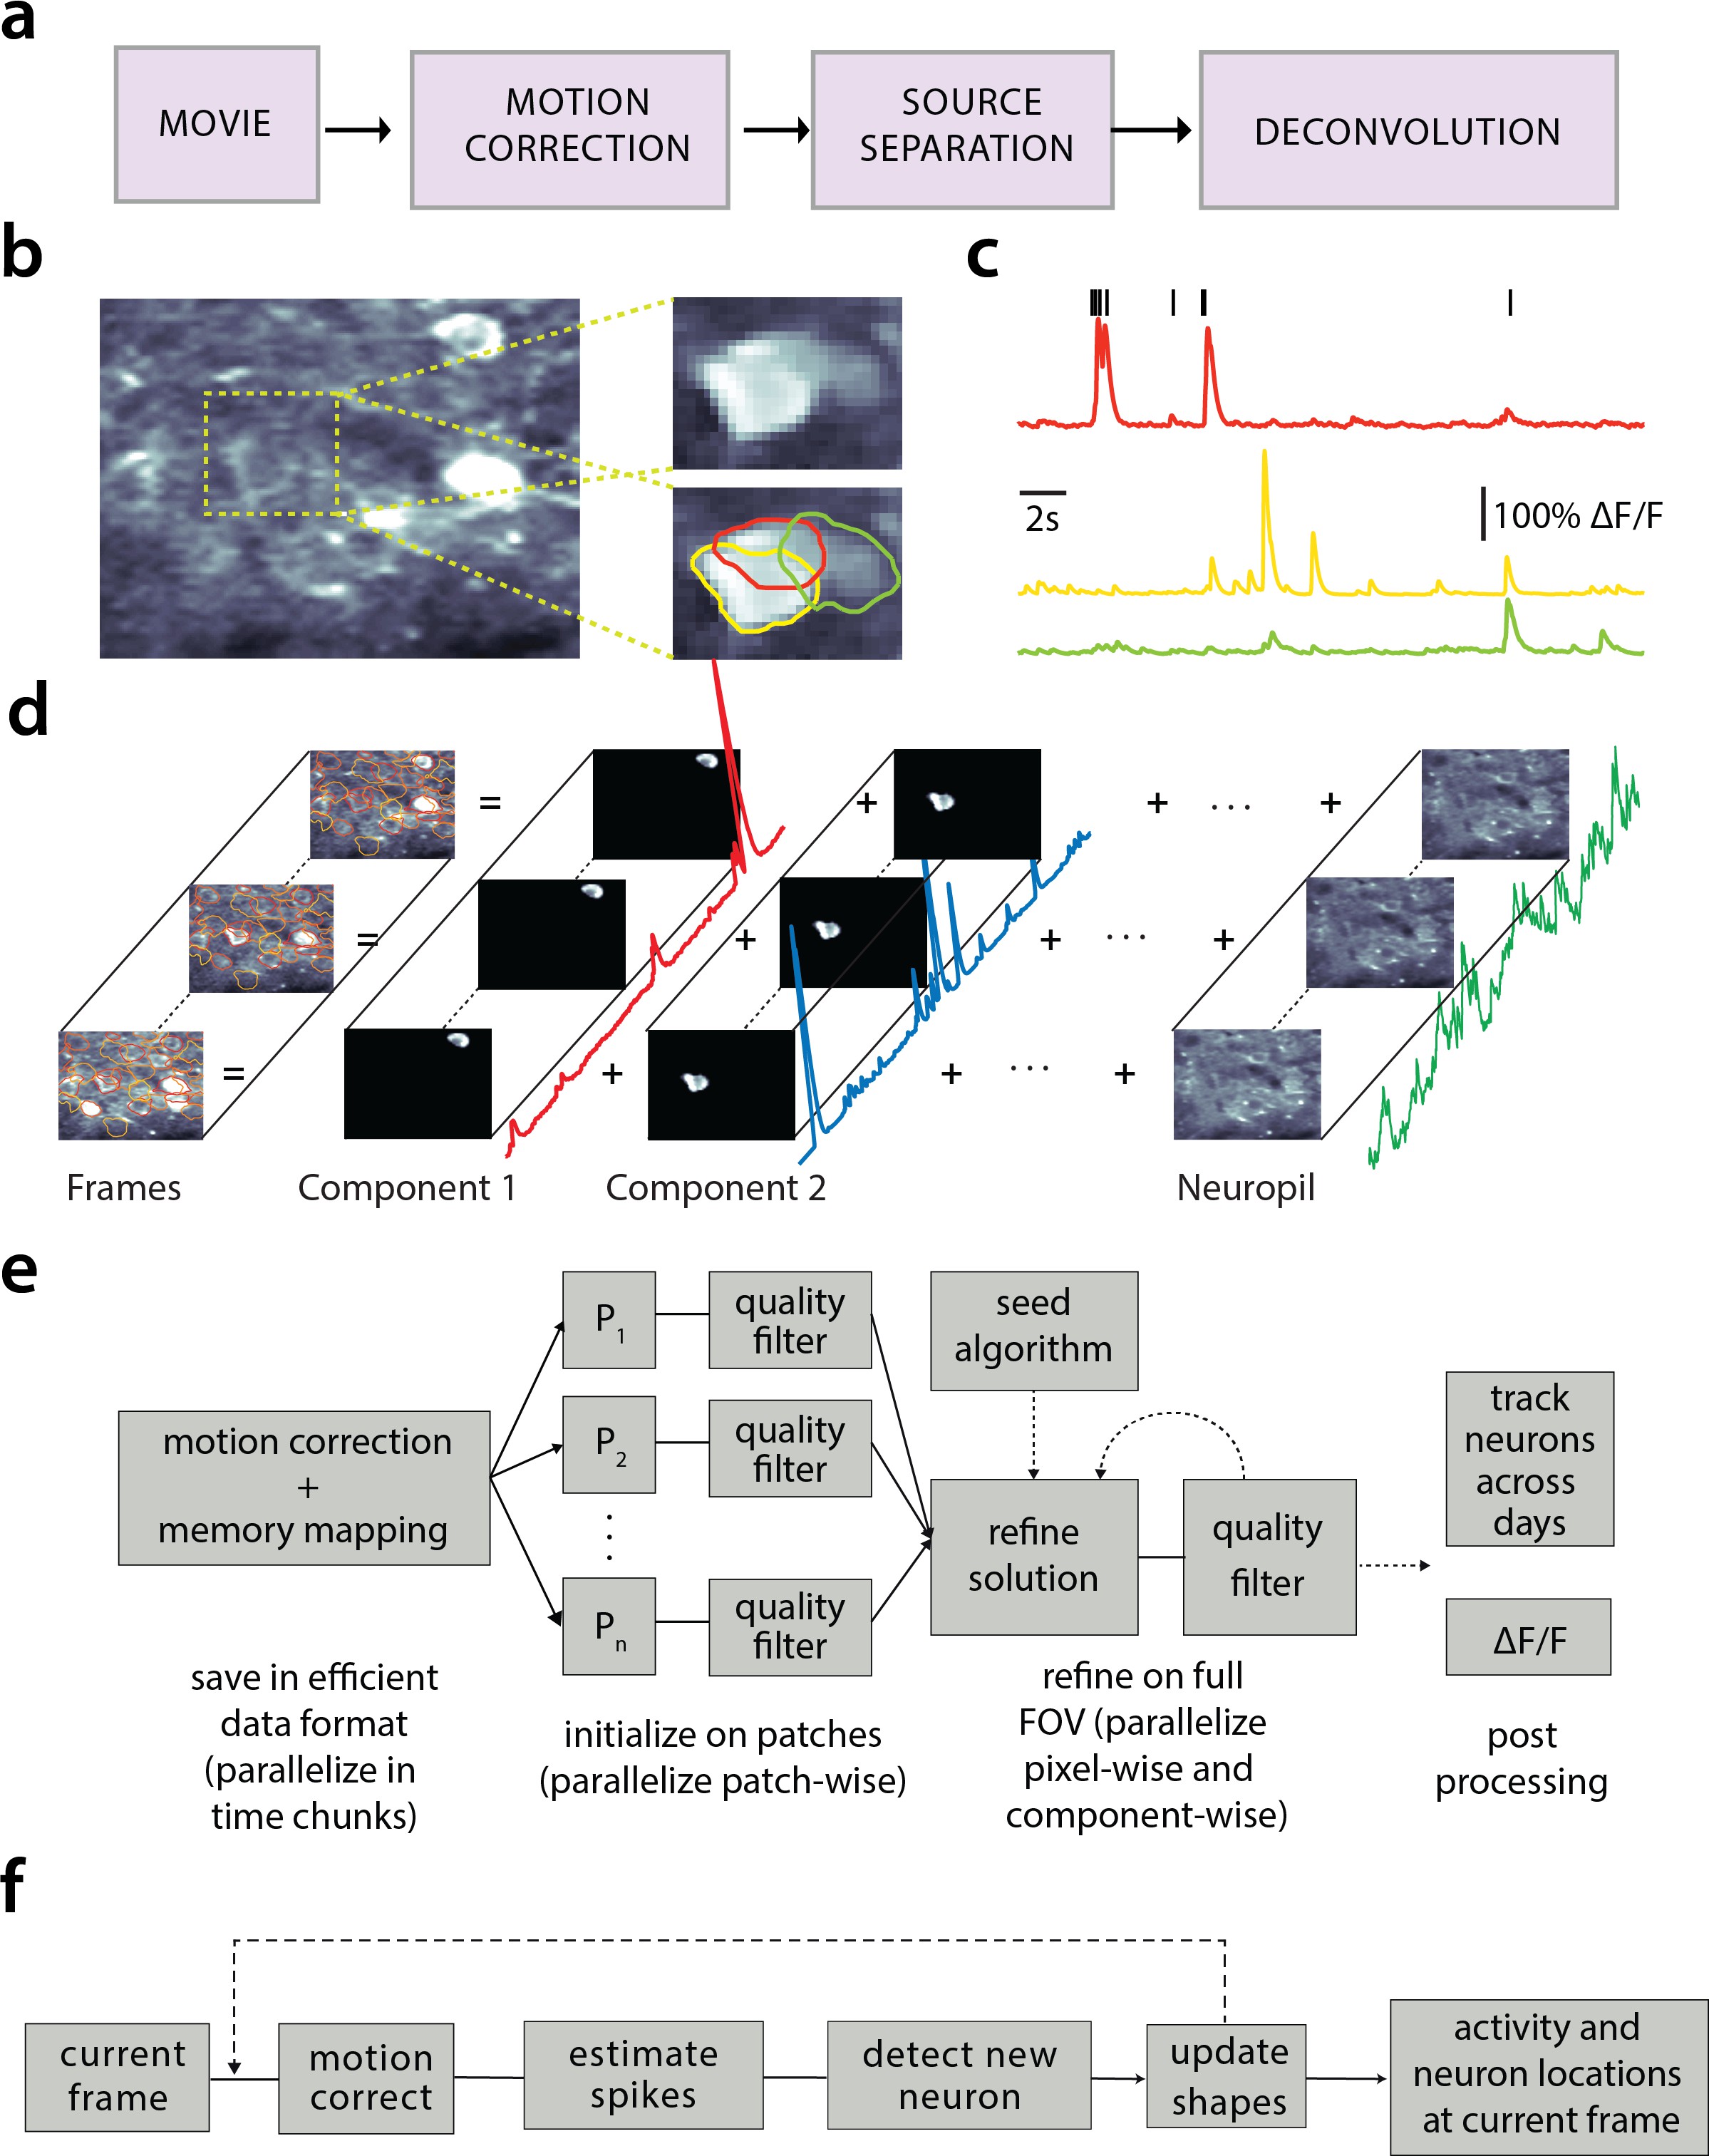 a
MOVIE
MOTION
CORRECTION
SOURCE
SEPARATION
DECONVOLUTION
b
c
2s
100% ΔF/F
d
=
+
+
...
+
=
+
+
...
+
=
+
+
...
+
Frames
Component 1
Component 2
Neuropil
e
motion correction
+
memory mapping
P1
quality
filter
P2
quality
filter
Pn
quality
filter
seed
algorithm
refine
solution
quality
filter
track
neurons
across
days
ΔF/F
save in efficient
data format
(parallelize in
time chunks)
initialize on patches
(parallelize patch-wise)
refine on full
FOV (parallelize
pixel-wise and
component-wise)
post
processing
f
current
frame
motion
correct
estimate
spikes
detect new
neuron
update
shapes
activity and
neuron locations
at current frame